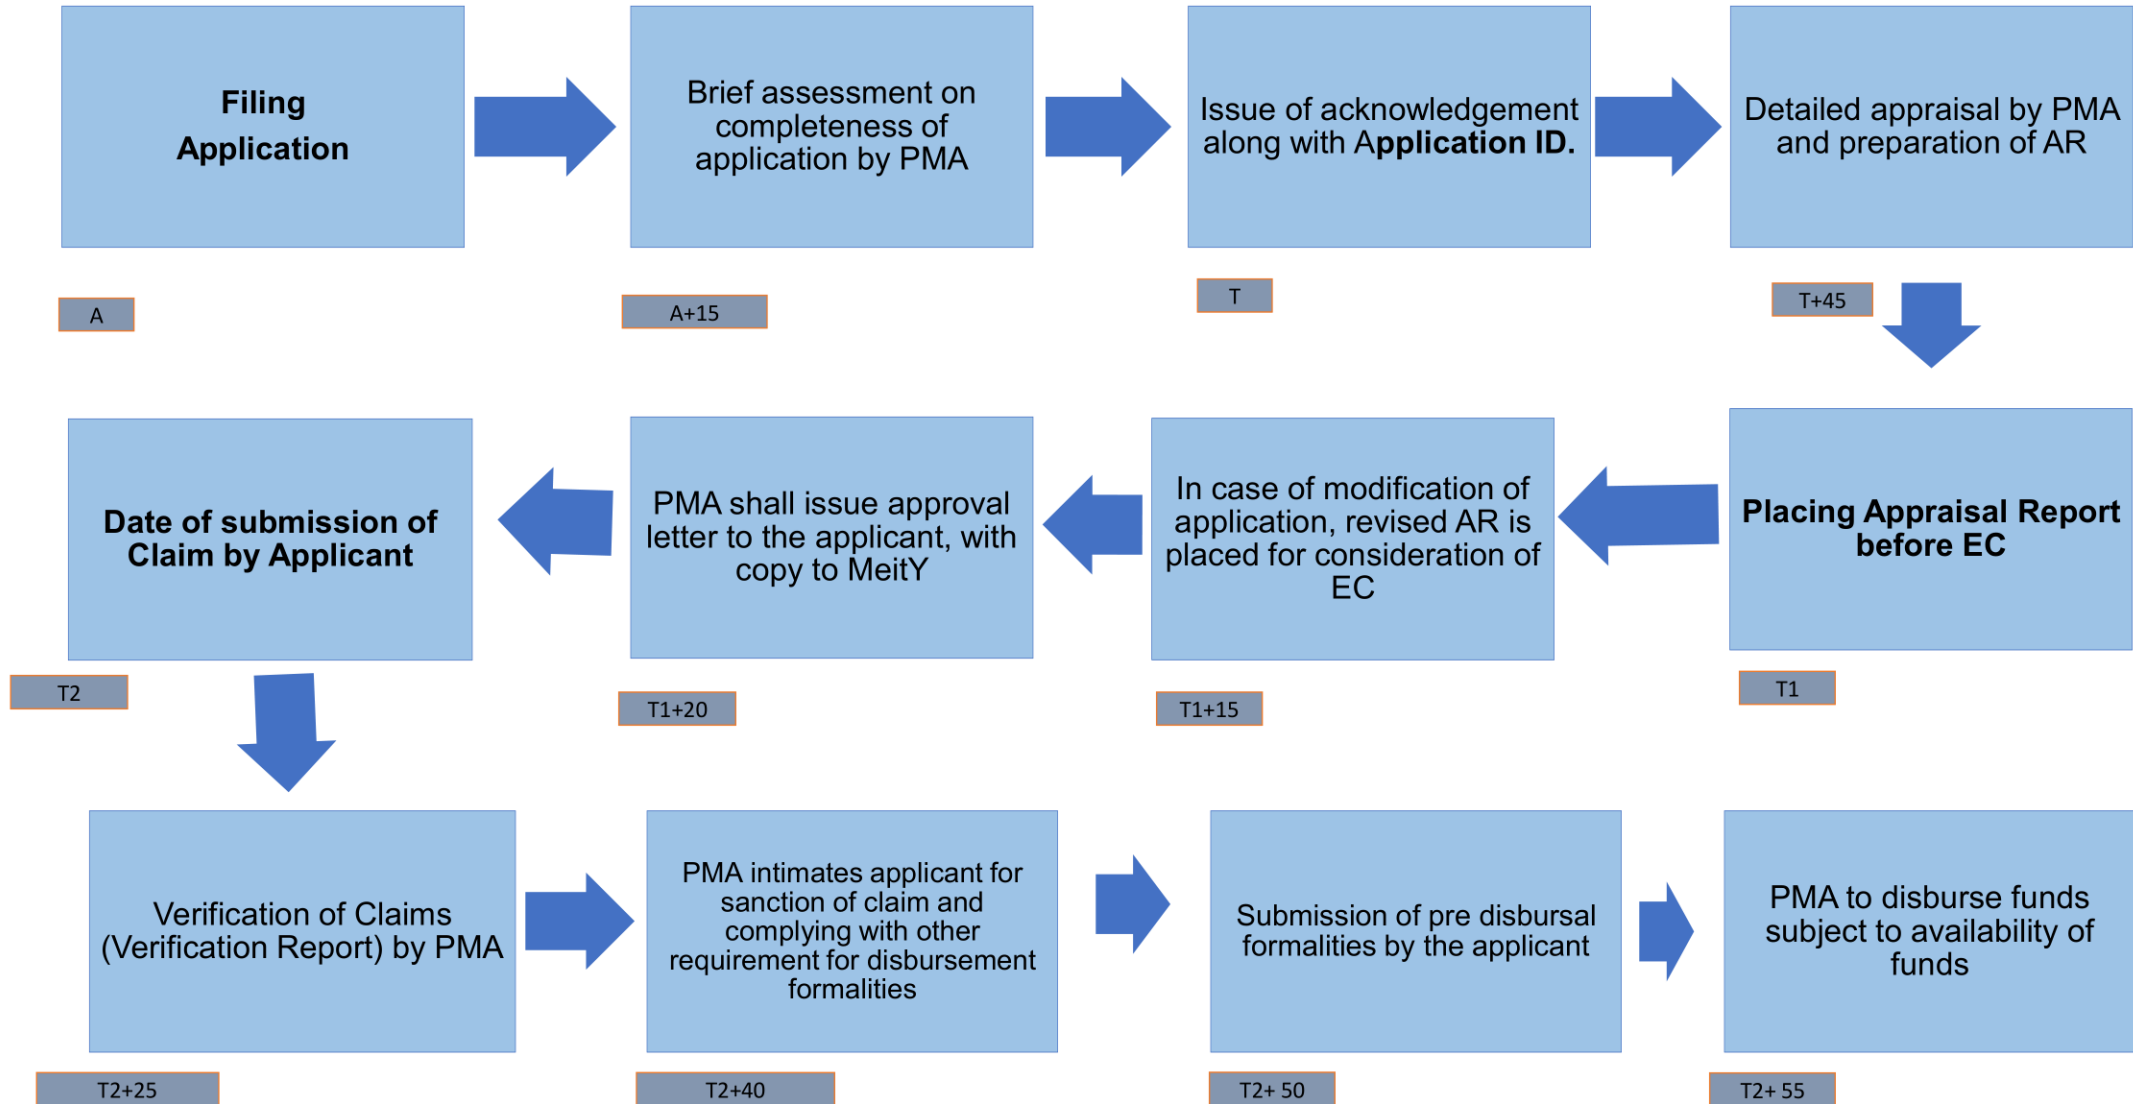 Filing
Application
Brief assessment on
completeness of
application by PMA
Issue of acknowledgement
along with Application ID.
Detailed appraisal by PMA
and preparation of AR
A
A+15
T
T+45
Placing Appraisal Report
before EC
In case of modification of
application, revised AR is
placed for consideration of
EC
PMA shall issue approval
letter to the applicant, with
copy to MeitY
Date of submission of
Claim by Applicant
T1
T1+15
T1+20
T2
Verification of Claims
(Verification Report) by PMA
PMA intimates applicant for
sanction of claim and
complying with other
requirement for disbursement
formalities
Submission of pre disbursal
formalities by the applicant
PMA to disburse funds
subject to availability of
funds
T2+25
T2+40
T2+ 50
T2+ 55